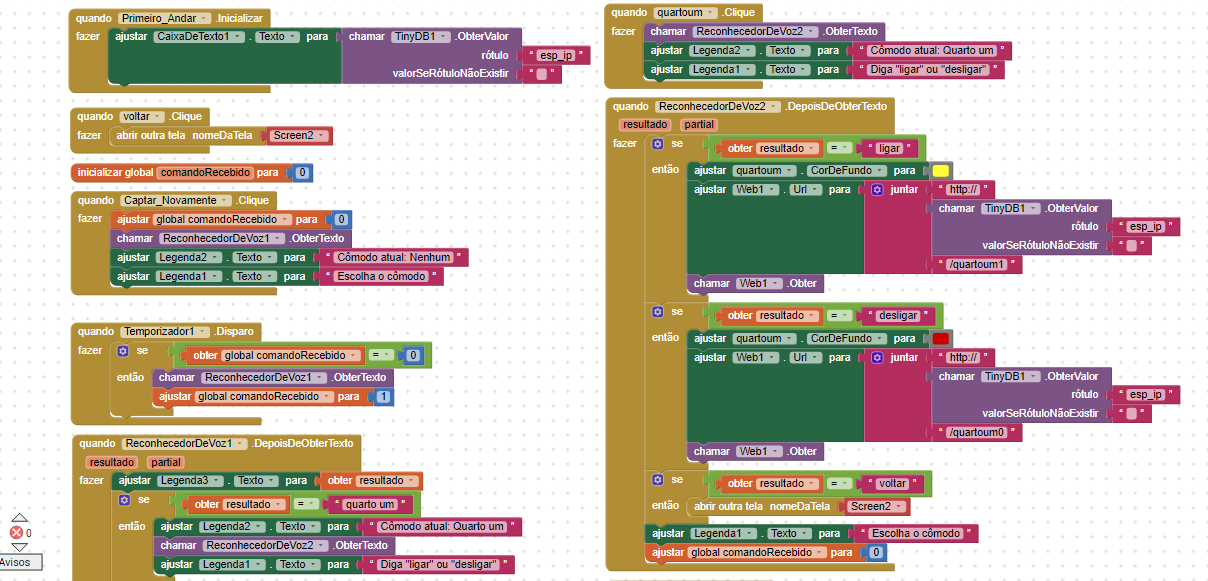 quando Primeiro_Andar .Inicializar
fazer ajustar CaixaDeTexto1 . Texto para chamar TinyDB1 .ObterValor
rótulo " esp_ip "
valorSeRótuloNãoExistir " "
quando voltar .Clique
fazer abrir outra tela nomeDaTela Screen2
inicializar global comandoRecebido para 0
quando Captar_Novamente .Clique
fazer ajustar global comandoRecebido para 0
chamar ReconhecedorDeVoz1 .ObterTexto
ajustar Legenda2 . Texto para " Cômodo atual: Nenhum "
ajustar Legenda1 . Texto para " Escolha o cômodo "
quando Temporizador1 .Disparo
fazer se obter global comandoRecebido = 0
então chamar ReconhecedorDeVoz1 .ObterTexto
ajustar global comandoRecebido para 1
quando ReconhecedorDeVoz1 .DepoisDeObterTexto
resultado partial
fazer ajustar Legenda3 . Texto para obter resultado
se obter resultado = " quarto um "
então ajustar Legenda2 . Texto para " Cômodo atual: Quarto um "
chamar ReconhecedorDeVoz2 .ObterTexto
ajustar Legenda1 . Texto para " Diga "ligar" ou "desligar" "
0
Avisos
quando quartoum .Clique
fazer chamar ReconhecedorDeVoz2 .ObterTexto
ajustar Legenda2 . Texto para " Cômodo atual: Quarto um "
ajustar Legenda1 . Texto para " Diga "ligar" ou "desligar" "
quando ReconhecedorDeVoz2 .DepoisDeObterTexto
resultado partial
fazer se obter resultado = " ligar "
então ajustar quartoum . CorDeFundo para
ajustar Web1 . Url para juntar " http:// "
chamar TinyDB1 .ObterValor
rótulo " esp_ip "
valorSeRótuloNãoExistir " "
" /quartoum1 "
chamar Web1 .Obter
se obter resultado = " desligar "
então ajustar quartoum . CorDeFundo para
ajustar Web1 . Url para juntar " http:// "
chamar TinyDB1 .ObterValor
rótulo " esp_ip "
valorSeRótuloNãoExistir " "
" /quartoum0 "
chamar Web1 .Obter
se obter resultado = " voltar "
então abrir outra tela nomeDaTela Screen2
ajustar Legenda1 . Texto para " Escolha o cômodo "
ajustar global comandoRecebido para 0